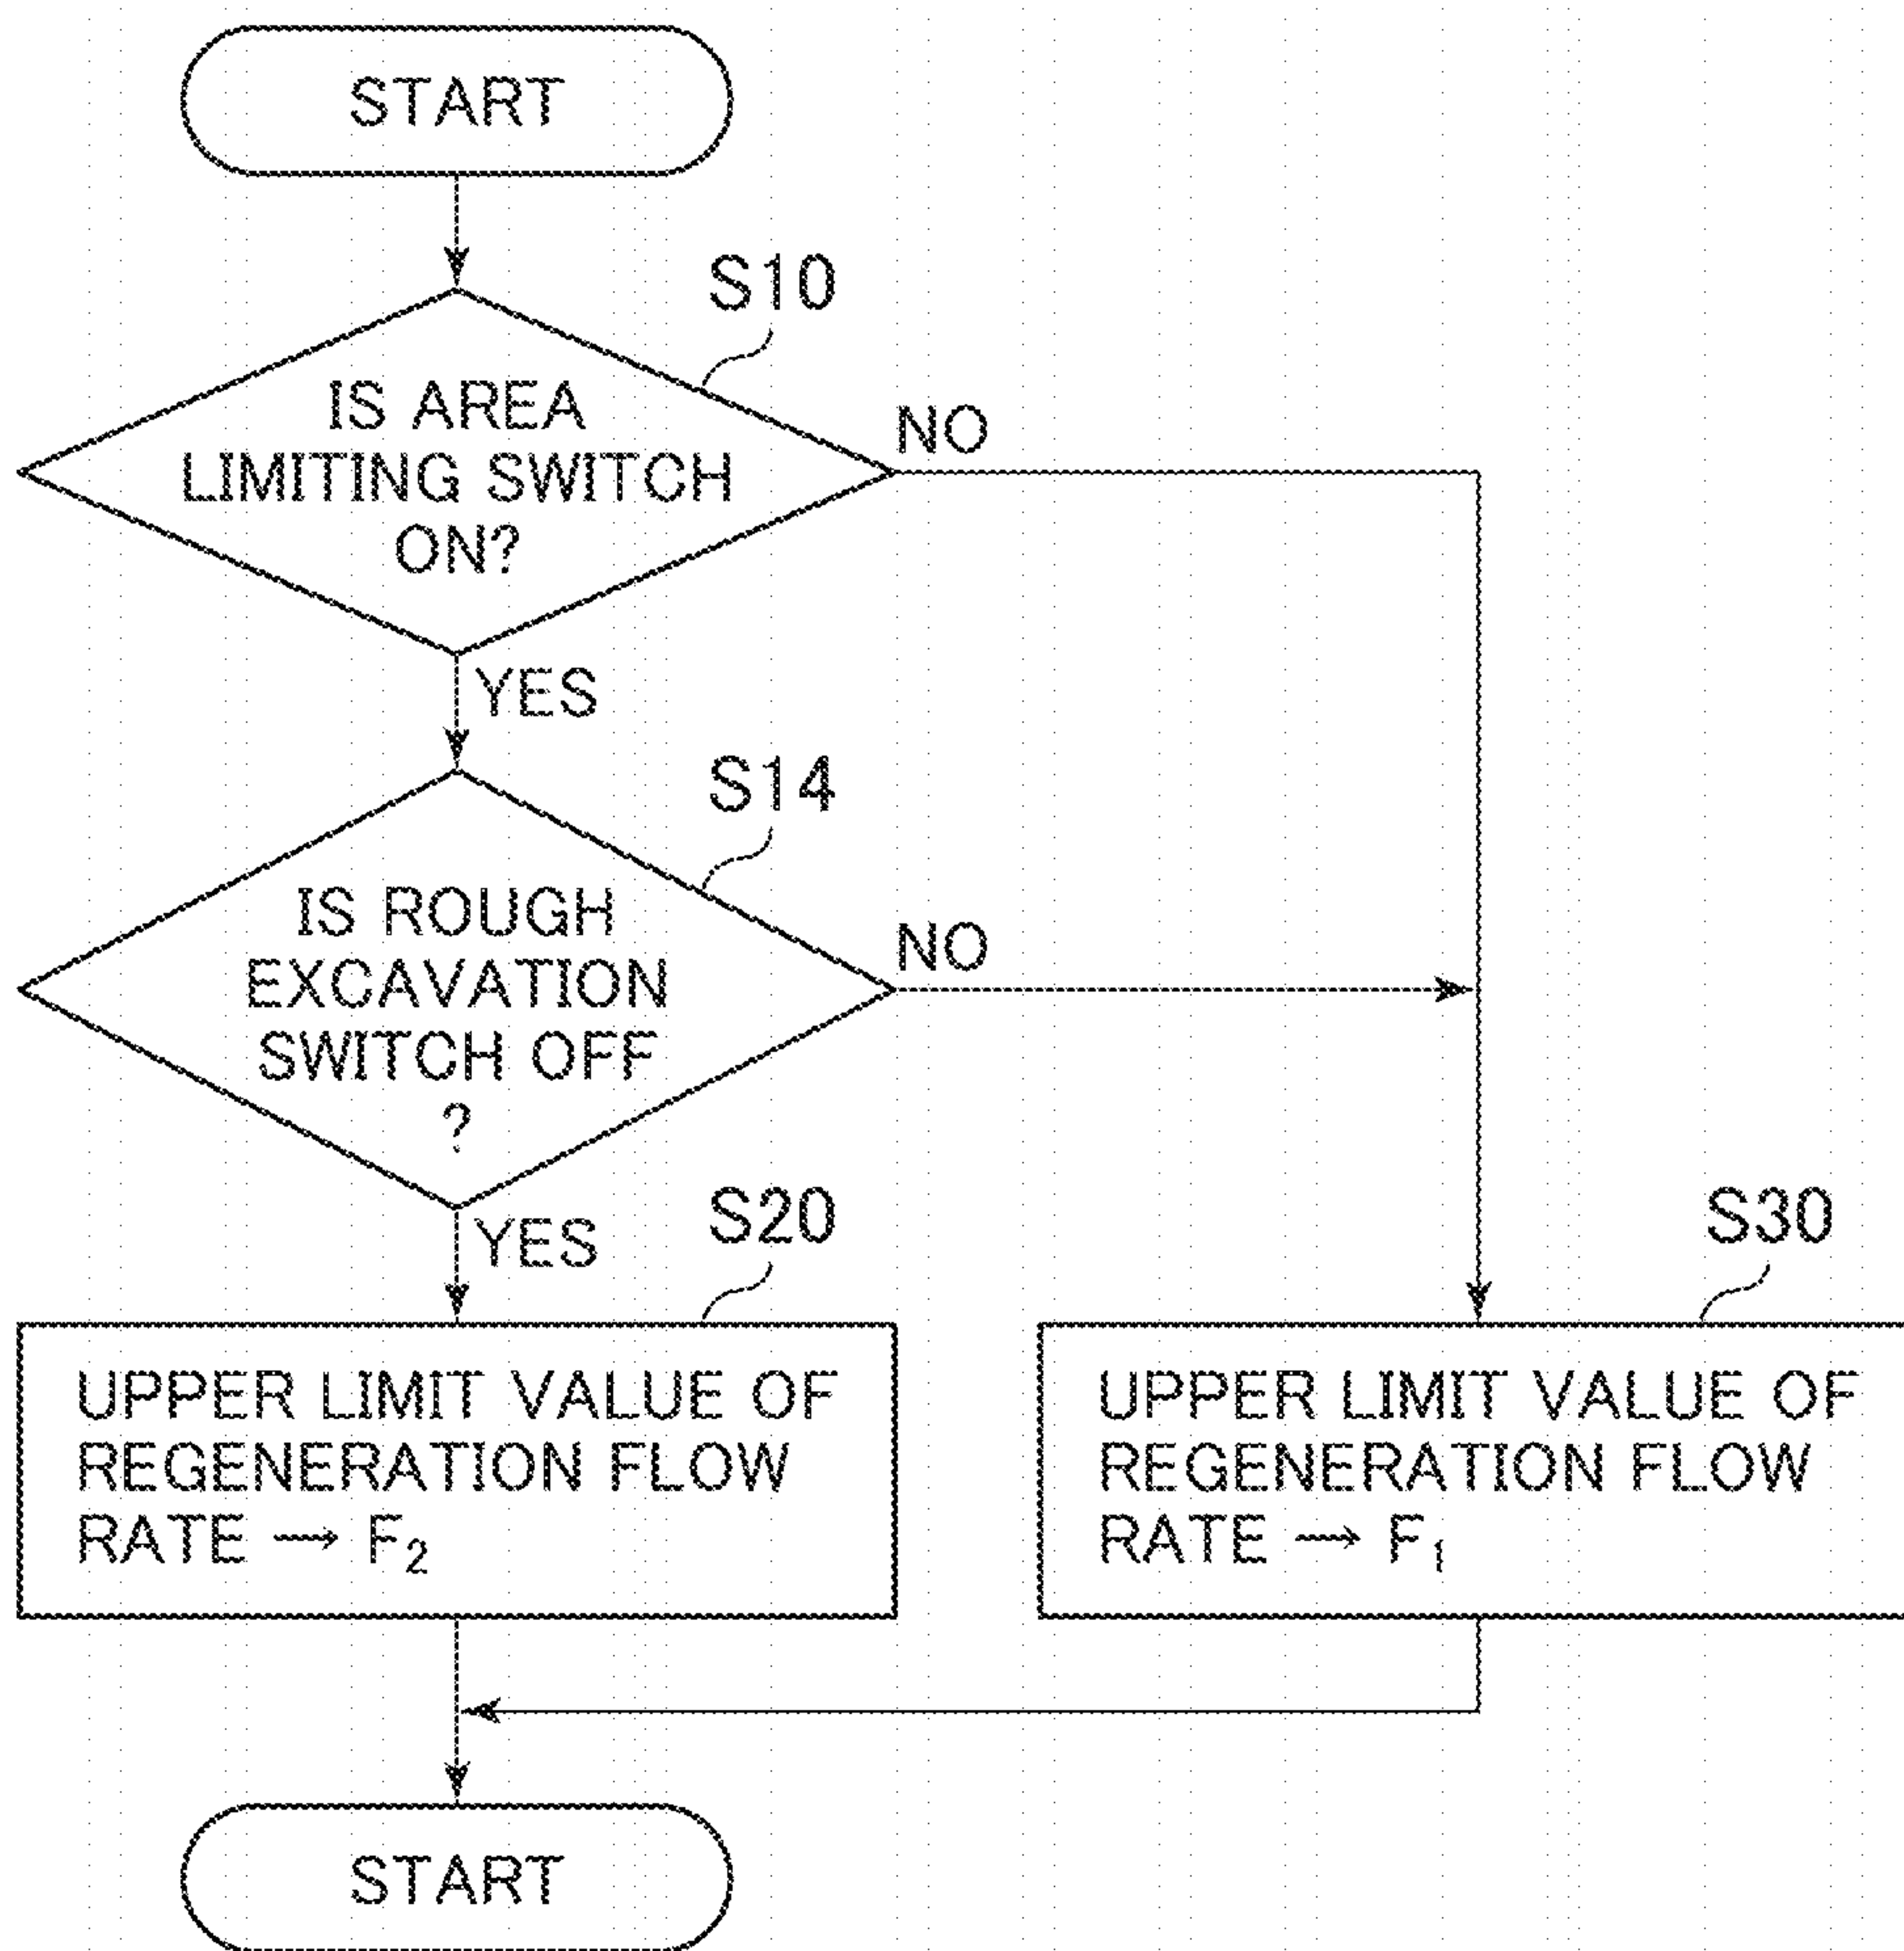 START
S10
IS AREA
LIMITING SWITCH
ON?
NO
YES
S14
IS ROUGH
EXCAVATION
SWITCH OFF
?
NO
YES
S20
UPPER LIMIT VALUE OF
REGENERATION FLOW
RATE → F₂
S30
UPPER LIMIT VALUE OF
REGENERATION FLOW
RATE → F₁
START